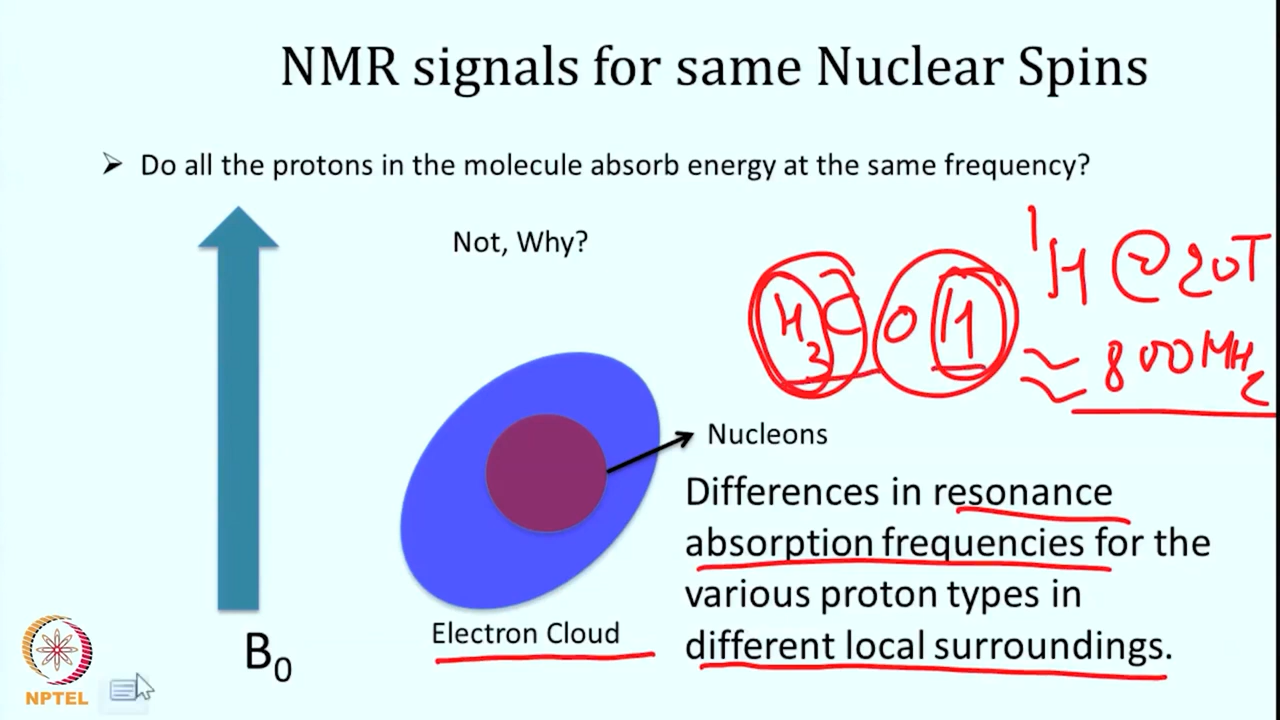 NMR signals for same Nuclear Spins
➢ Do all the protons in the molecule absorb energy at the same frequency?
Not, Why?
H3C OH
¹H @ 20T
≈ 800 MHz
Nucleons
Differences in resonance
absorption frequencies for the
various proton types in
different local surroundings.
Electron Cloud
B₀
NPTEL